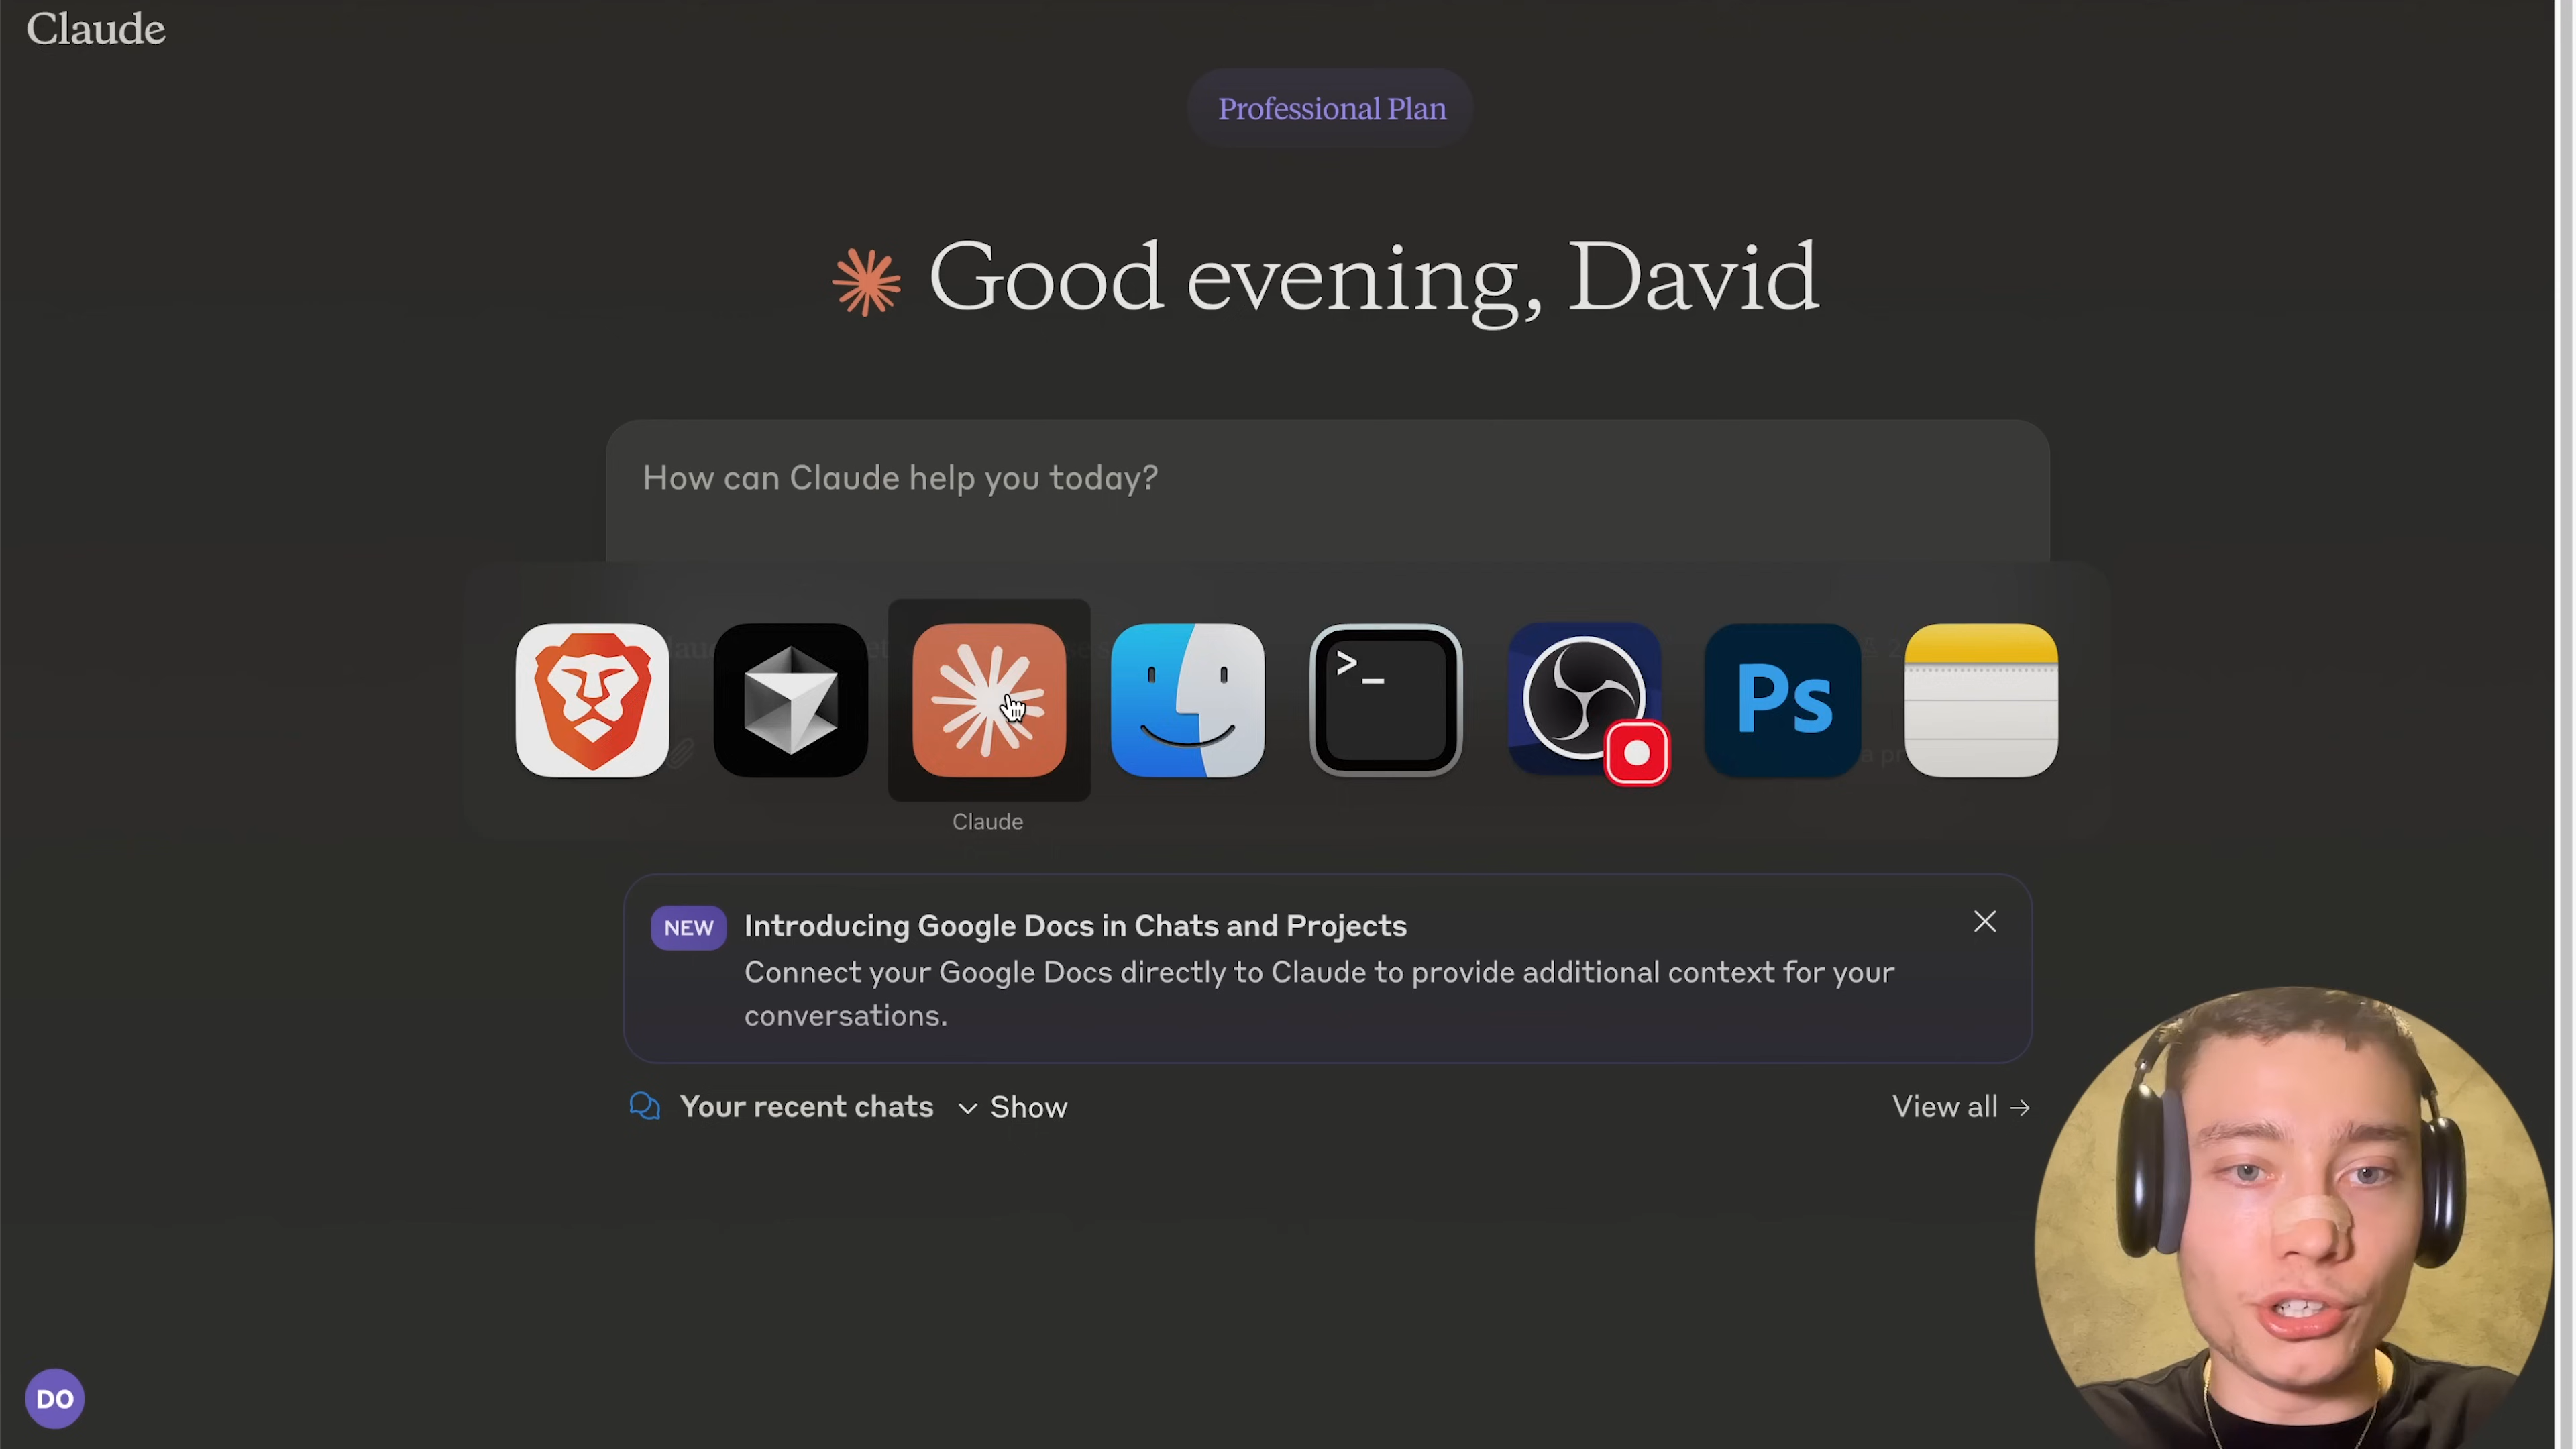 Claude
Professional Plan
Good evening, David
How can Claude help you today?
>_
Ps
Claude
NEW
Introducing Google Docs in Chats and Projects
Connect your Google Docs directly to Claude to provide additional context for your
conversations.
Your recent chats
Show
View all →
DO